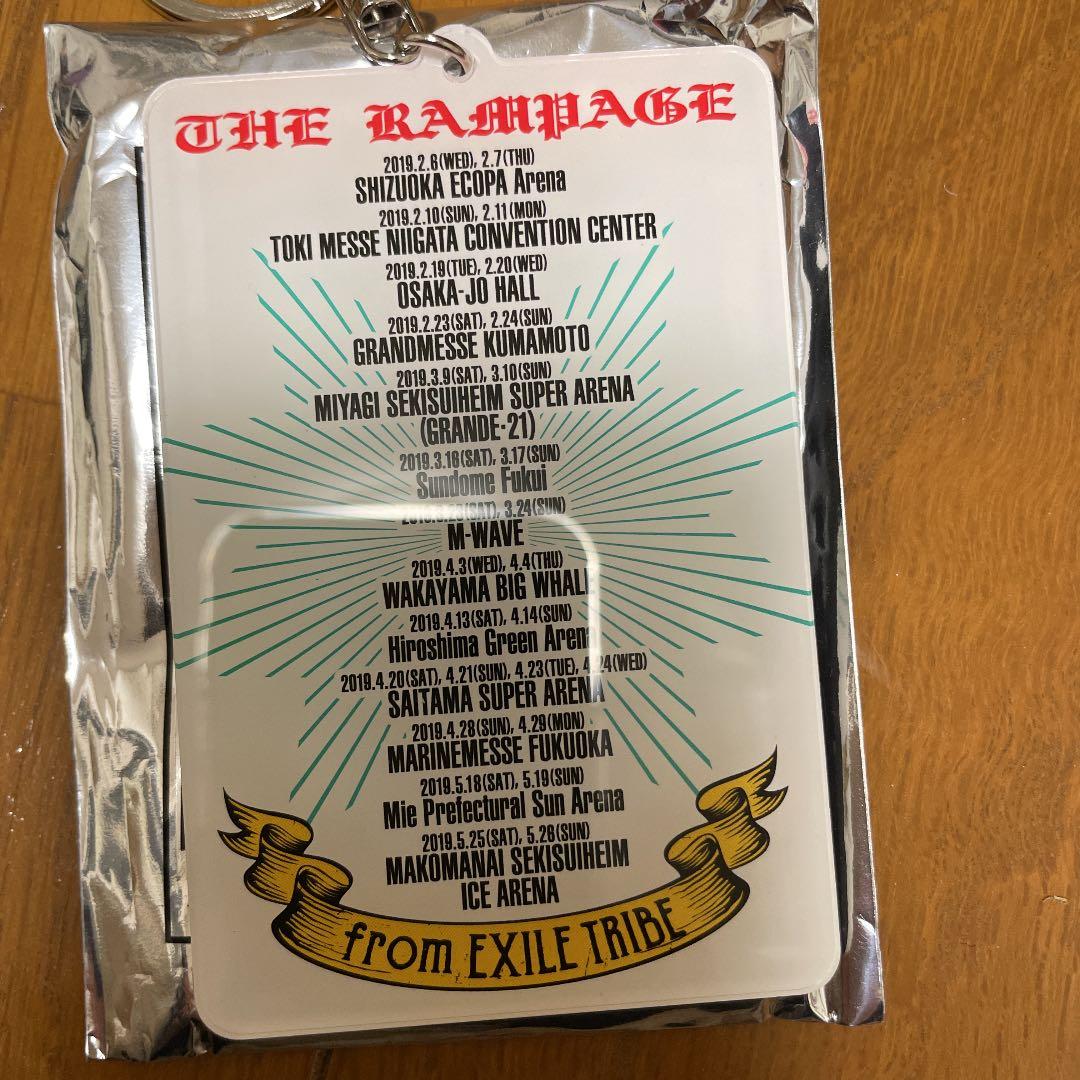 THE RAMPAGE
2019.2.6(WED), 2.7(THU)
SHIZUOKA ECOPA Arena
2019.2.10(SUN), 2.11(MON)
TOKI MESSE NIIGATA CONVENTION CENTER
2019.2.19(TUE), 2.20(WED)
OSAKA-JO HALL
2019.2.23(SAT), 2.24(SUN)
GRANDMESSE KUMAMOTO
2019.3.9(SAT), 3.10(SUN)
MIYAGI SEKISUIHEIM SUPER ARENA
(GRANDE-21)
2019.3.16(SAT), 3.17(SUN)
Sundome Fukui
2019.3.23(SAT), 3.24(SUN)
M-WAVE
2019.4.3(WED), 4.4(THU)
WAKAYAMA BIG WHALE
2019.4.13(SAT), 4.14(SUN)
Hiroshima Green Arena
2019.4.20(SAT), 4.21(SUN), 4.23(TUE), 4.24(WED)
SAITAMA SUPER ARENA
2019.4.28(SUN), 4.29(MON)
MARINEMESSE FUKUOKA
2019.5.18(SAT), 5.19(SUN)
Mie Prefectural Sun Arena
2019.5.25(SAT), 5.26(SUN)
MAKOMANAI SEKISUIHEIM
ICE ARENA
from EXILE TRIBE